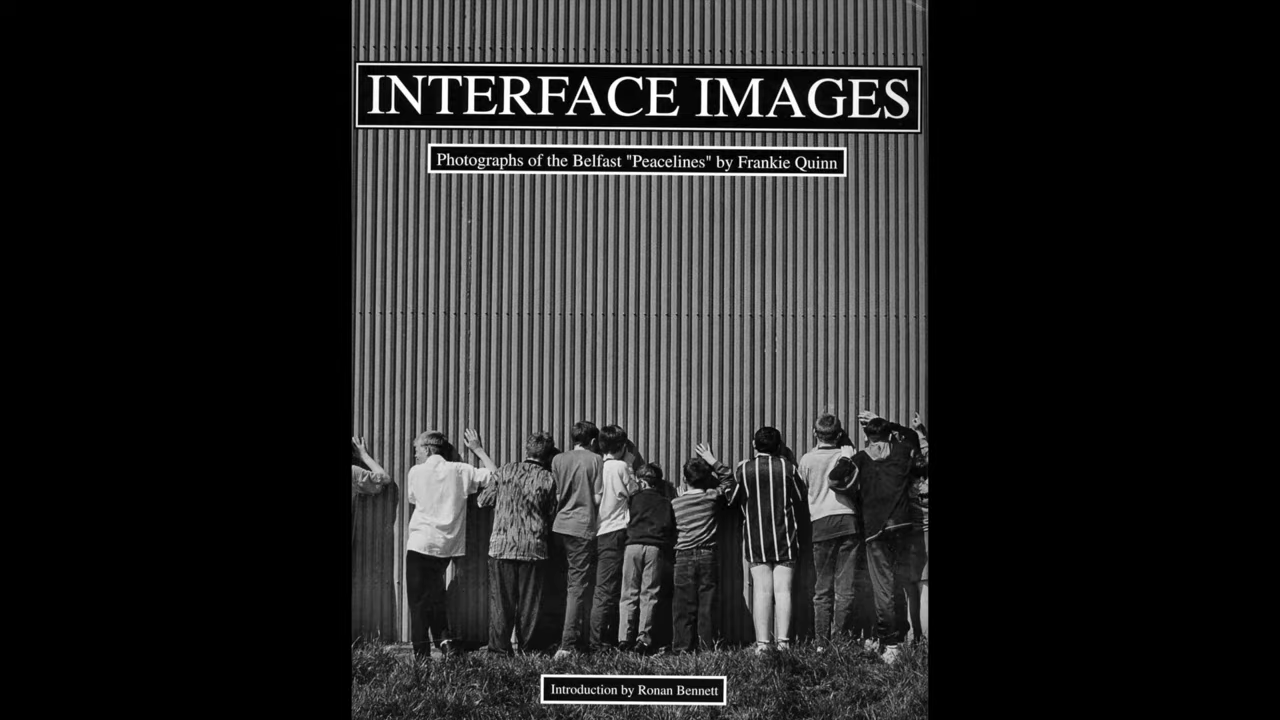 INTERFACE IMAGES
Photographs of the Belfast "Peacelines" by Frankie Quinn
Introduction by Ronan Bennett